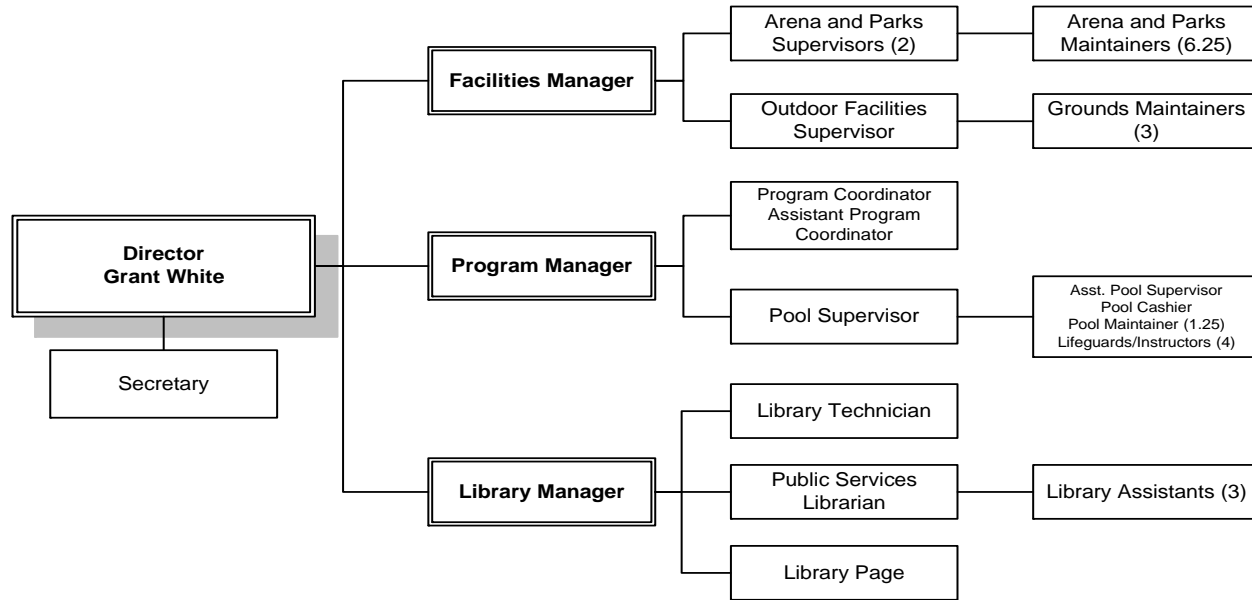 Director
Grant White
Secretary
Facilities Manager
Arena and Parks
Supervisors (2)
Arena and Parks
Maintainers (6.25)
Outdoor Facilities
Supervisor
Grounds Maintainers
(3)
Program Manager
Program Coordinator
Assistant Program
Coordinator
Pool Supervisor
Asst. Pool Supervisor
Pool Cashier
Pool Maintainer (1.25)
Lifeguards/Instructors (4)
Library Manager
Library Technician
Public Services
Librarian
Library Assistants (3)
Library Page